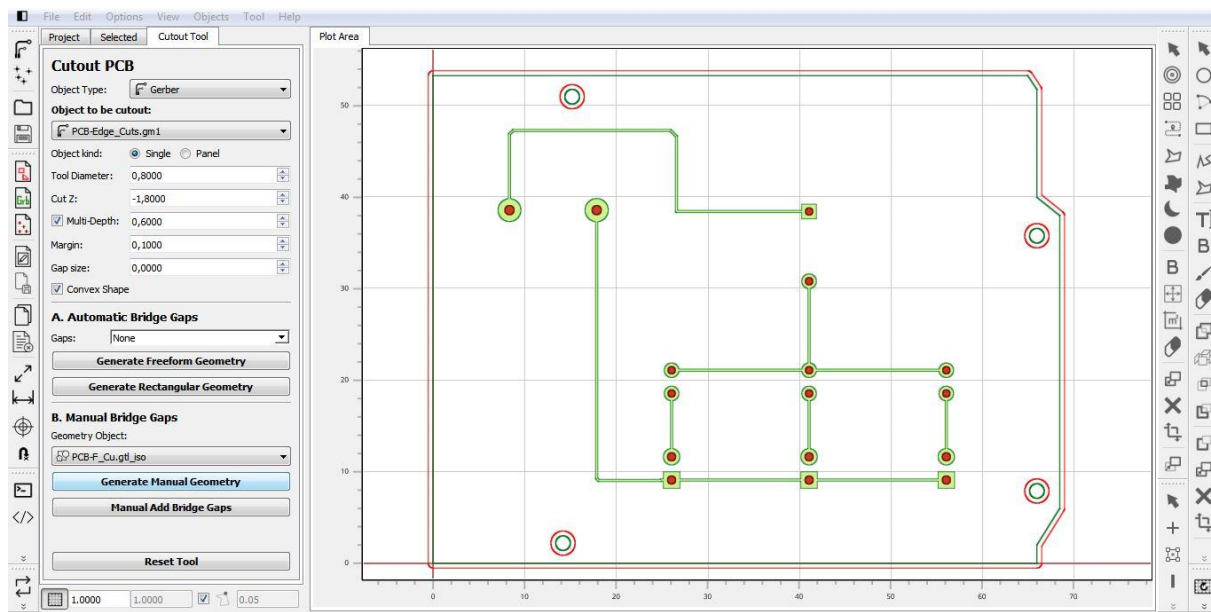 File Edit Options View Objects Tool Help
Project Selected Cutout Tool
Plot Area
Cutout PCB
Object Type: Gerber
Object to be cutout:
PCB-Edge_Cuts.gm1
Object kind: Single Panel
Tool Diameter: 0,8000
Cut Z: -1,8000
Multi-Depth: 0,6000
Margin: 0,1000
Gap size: 0,0000
Convex Shape
A. Automatic Bridge Gaps
Gaps: None
Generate Freeform Geometry
Generate Rectangular Geometry
B. Manual Bridge Gaps
Geometry Object:
PCB-F_Cu.gtl_iso
Generate Manual Geometry
Manual Add Bridge Gaps
Reset Tool
1.0000 1.0000 0.05
50
40
30
20
10
0
0 10 20 30 40 50 60 70
Grb
</>
B
T
B